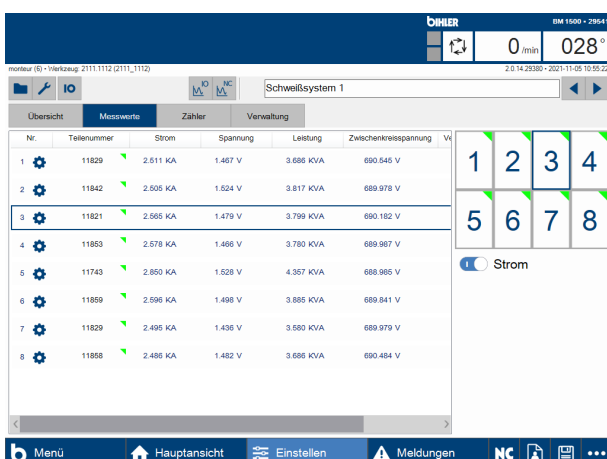 BIHLER
BM 1500 • 29541
0 /min
028°
monteur (6) • Werkzeug: 2111.1112 (2111_1112)
2.0.14.29380 • 2021-11-05 10:55:22
IO
IO
NC
Schweißsystem 1
Übersicht Messwerte Zähler Verwaltung
Nr. Teilenummer Strom Spannung Leistung Zwischenkreisspannung
1 11829 2.511 KA 1.467 V 3.686 KVA 690.545 V
2 11842 2.505 KA 1.524 V 3.817 KVA 689.978 V
3 11821 2.565 KA 1.479 V 3.799 KVA 690.182 V
4 11853 2.578 KA 1.466 V 3.780 KVA 689.987 V
5 11743 2.850 KA 1.528 V 4.357 KVA 688.985 V
6 11859 2.596 KA 1.498 V 3.885 KVA 689.841 V
7 11829 2.495 KA 1.436 V 3.580 KVA 689.979 V
8 11858 2.486 KA 1.482 V 3.686 KVA 690.484 V
1 2 3 4
5 6 7 8
Strom
Menü Hauptansicht Einstellen Meldungen NC